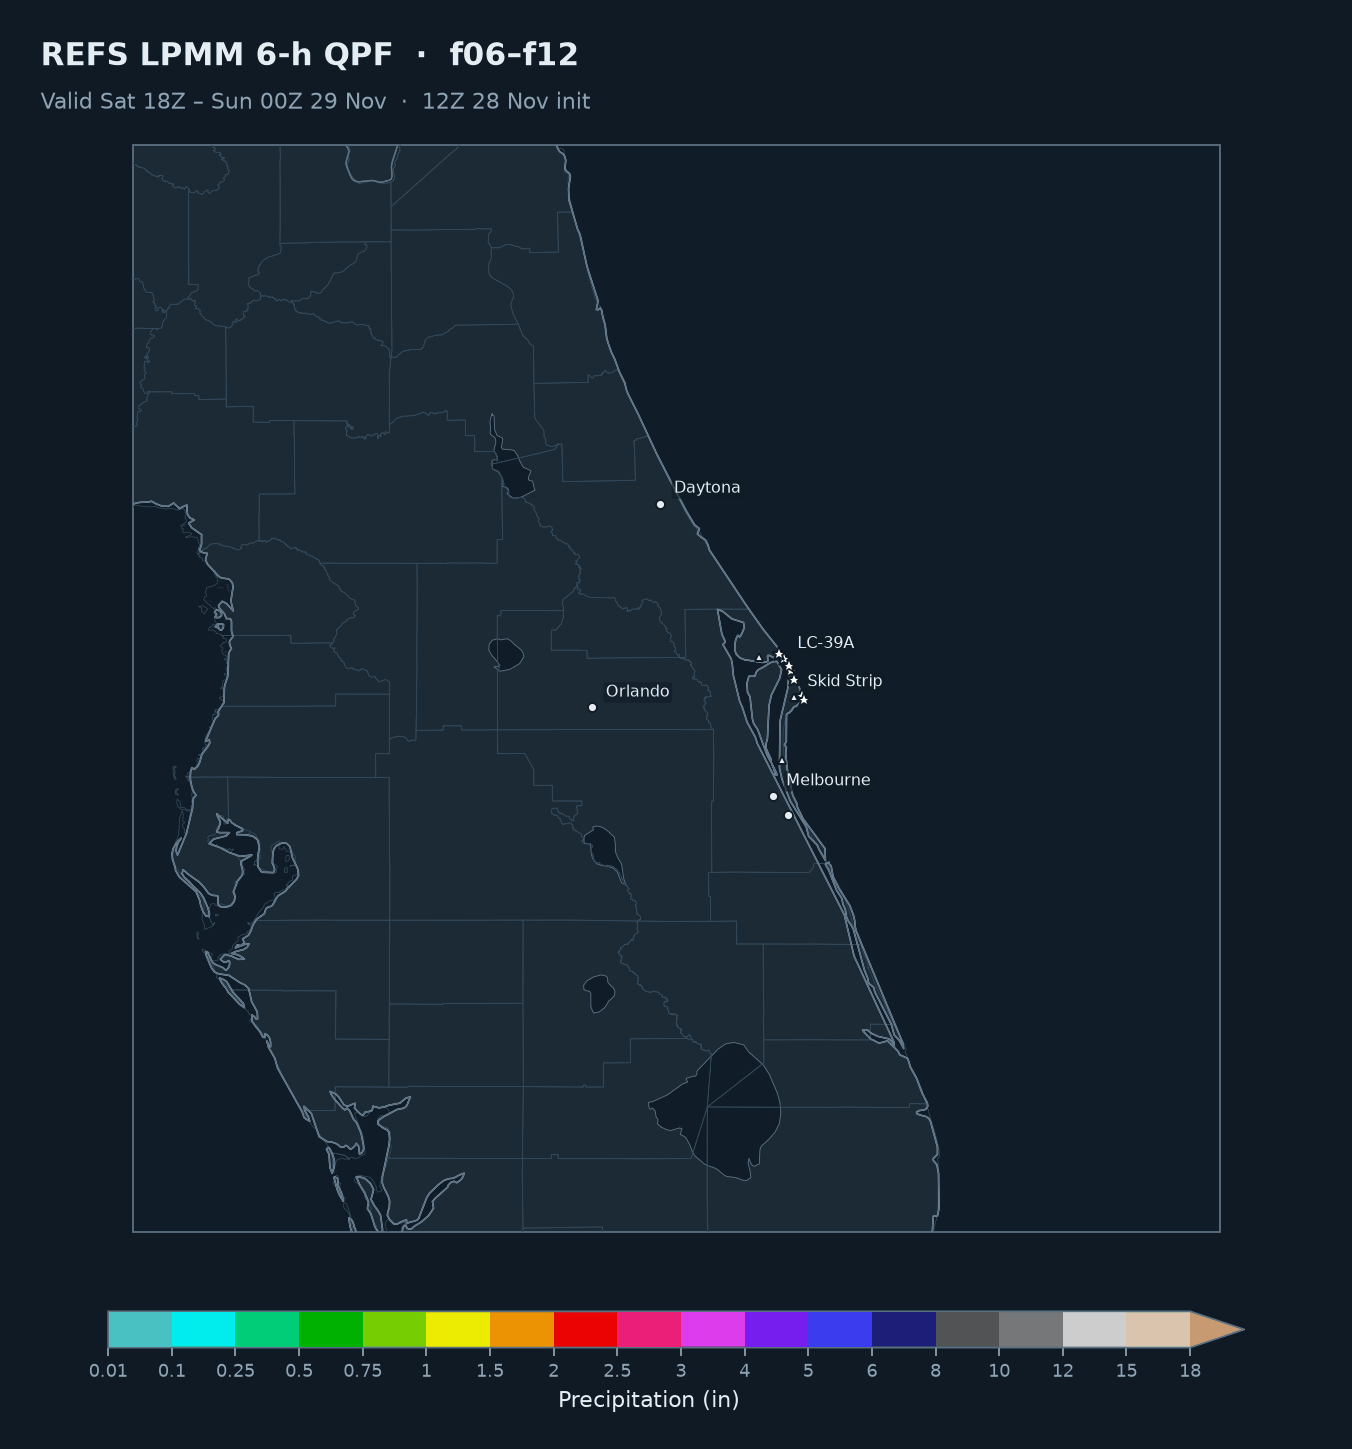 REFS LPMM 6-h QPF · f06–f12
Valid Sat 18Z – Sun 00Z 29 Nov · 12Z 28 Nov init
Daytona
LC-39A
Skid Strip
Orlando
Melbourne
0.01 0.1 0.25 0.5 0.75 1 1.5 2 2.5 3 4 5 6 8 10 12 15 18
Precipitation (in)